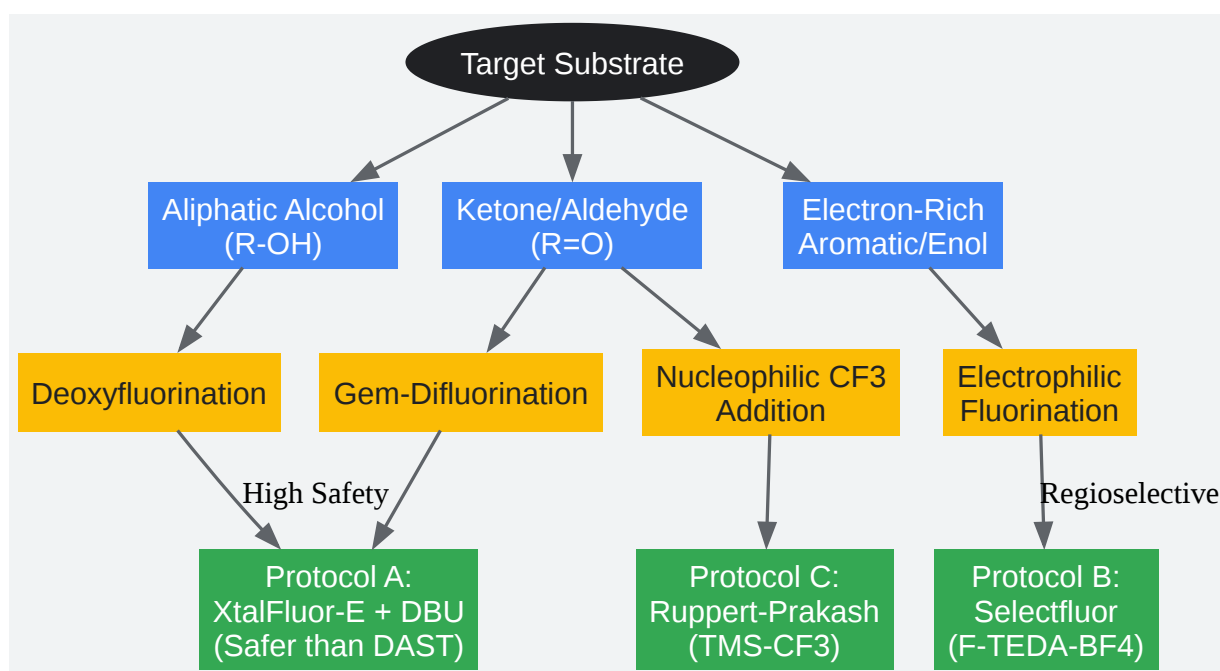 Target Substrate
Aliphatic Alcohol
(R-OH)
Ketone/Aldehyde
(R=O)
Electron-Rich
Aromatic/Enol
Deoxyfluorination
Gem-Difluorination
Nucleophilic CF3
Addition
Electrophilic
Fluorination
High Safety
Regioselective
Protocol A:
XtalFluor-E + DBU
(Safer than DAST)
Protocol C:
Ruppert-Prakash
(TMS-CF3)
Protocol B:
Selectfluor
(F-TEDA-BF4)